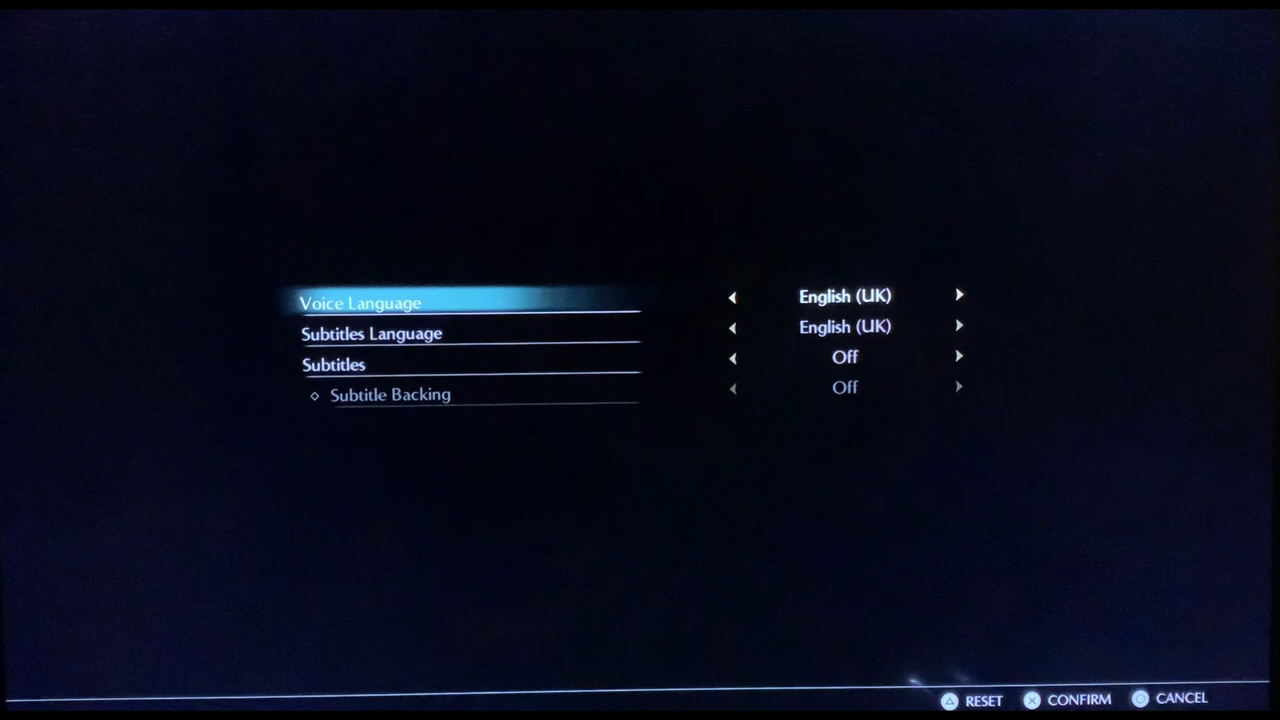 Voice Language English (UK)
Subtitles Language English (UK)
Subtitles Off
Subtitle Backing Off
RESET CONFIRM CANCEL